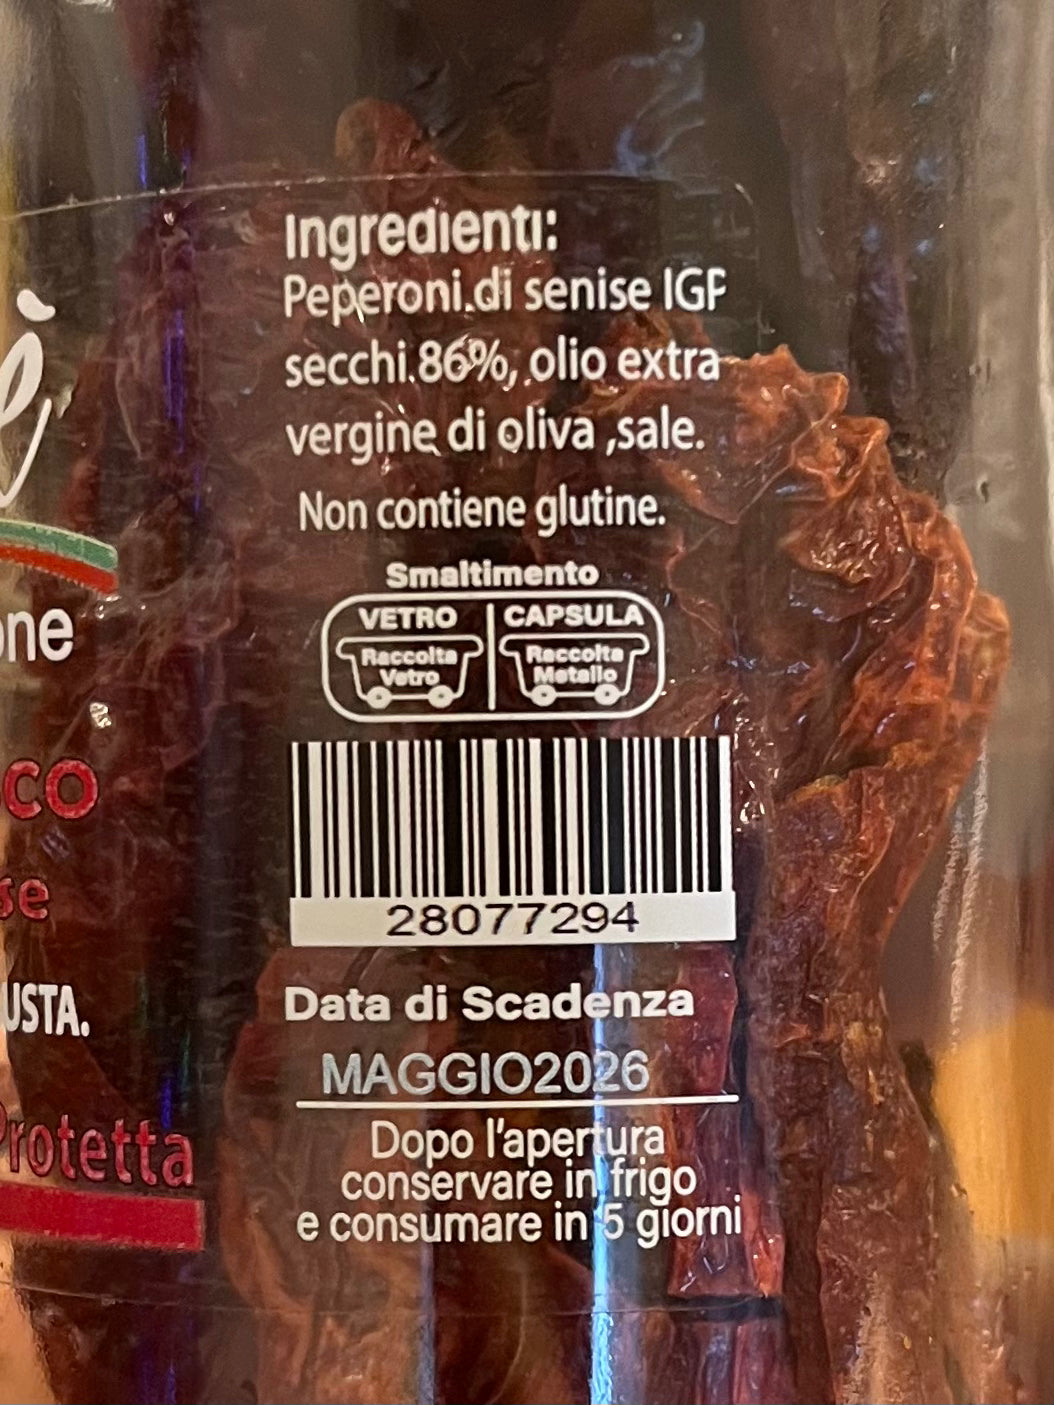 Ingredienti:
Peperoni.di senise IGP
secchi.86%, olio extra
vergine di oliva ,sale.
Non contiene glutine.
Smaltimento
VETRO CAPSULA
Raccolta Vetro
Raccolta Metallo
28077294
Data di Scadenza
MAGGIO2026
Dopo l'apertura
conservare in frigo
e consumare in 5 giorni
è
one
co
se
USTA.
Protetta